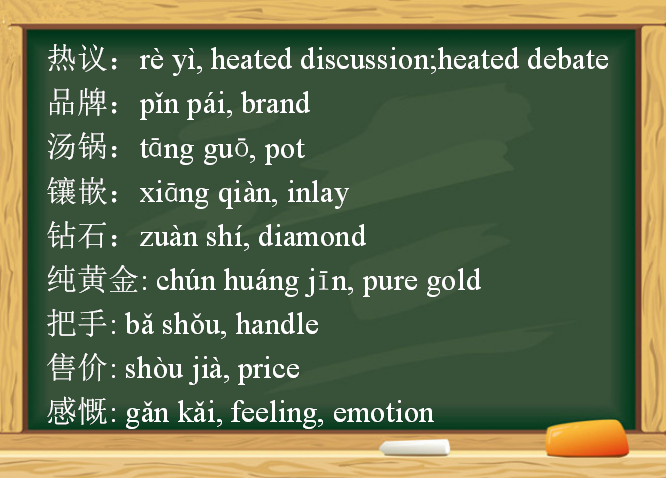 热议：rè yì, heated discussion;heated debate
品牌：pǐn pái, brand
汤锅：tāng guō, pot
镶嵌：xiāng qiàn, inlay
钻石：zuàn shí, diamond
纯黄金: chún huáng jīn, pure gold
把手: bǎ shǒu, handle
售价: shòu jià, price
感慨: gǎn kǎi, feeling, emotion